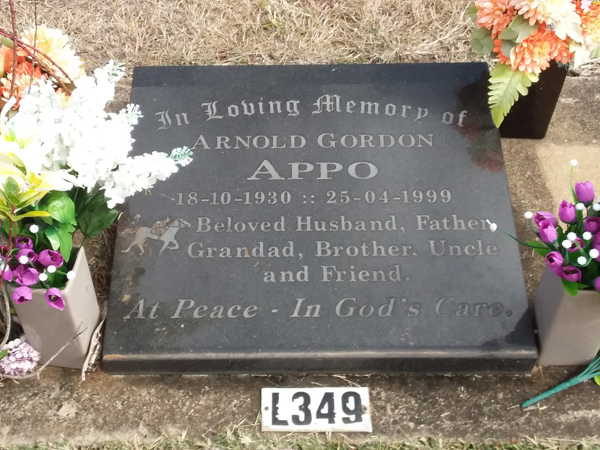 In Loving Memory of
ARNOLD GORDON
APPO
18-10-1930 :: 25-04-1999
Beloved Husband, Father,
Grandad, Brother, Uncle
and Friend.
At Peace - In God's Care.
L349